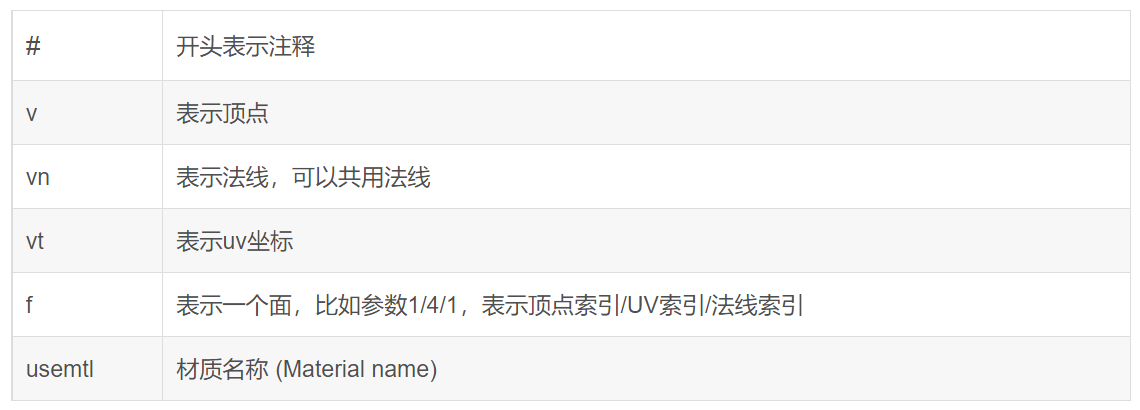 # 开头表示注释
v 表示顶点
vn 表示法线，可以共用法线
vt 表示uv坐标
f 表示一个面，比如参数1/4/1，表示顶点索引/UV索引/法线索引
usemtl 材质名称 (Material name)